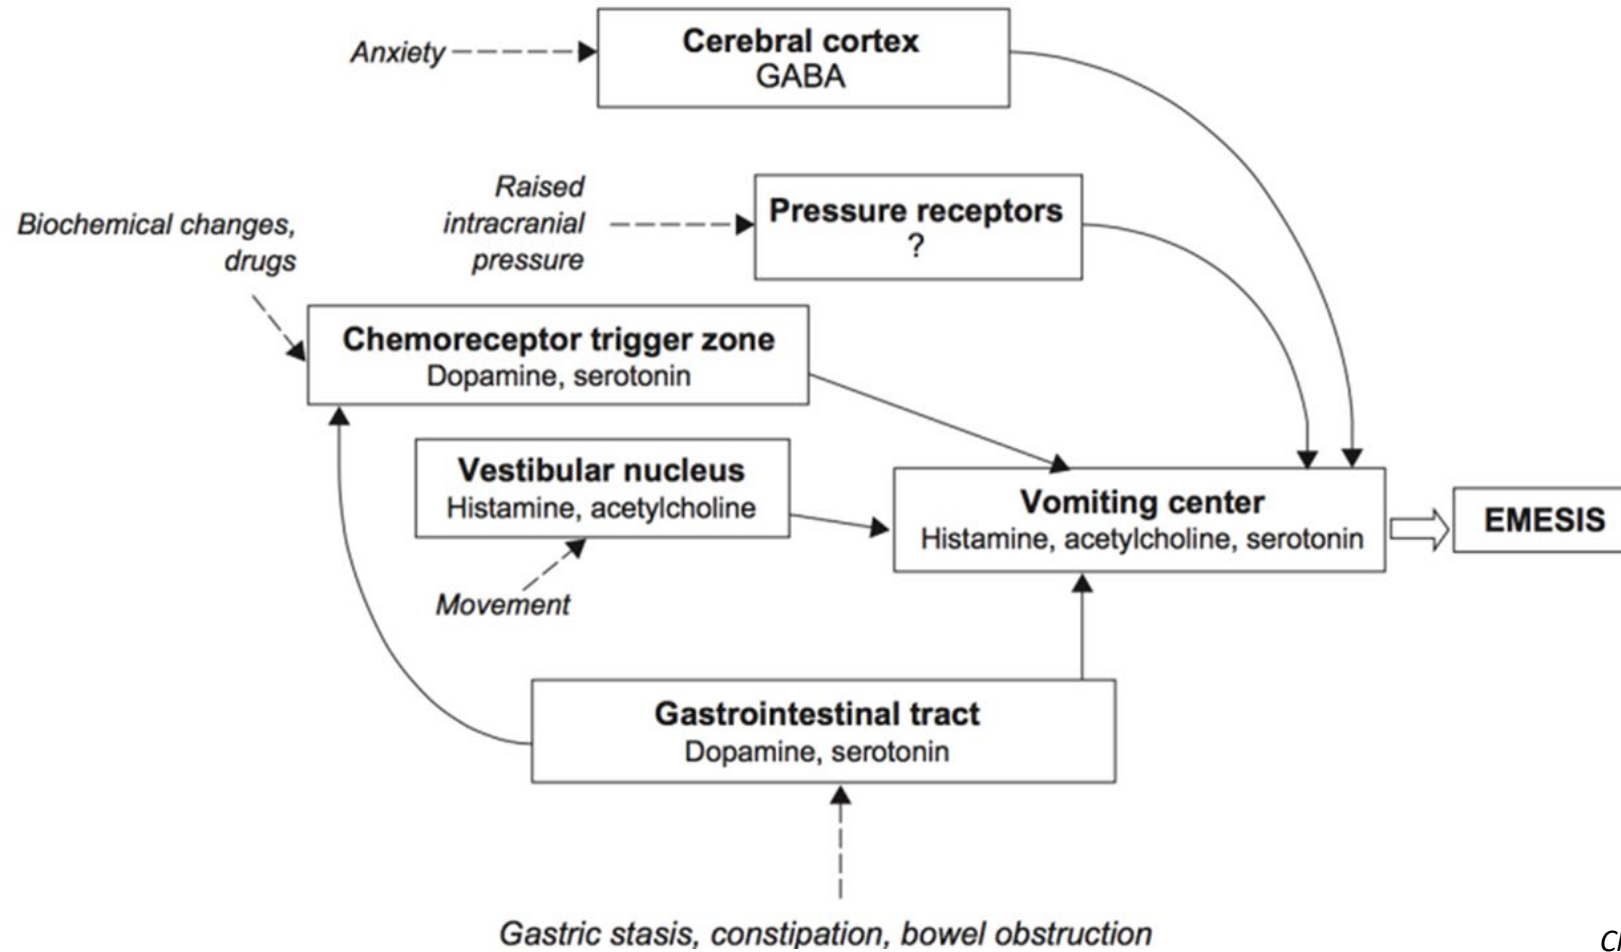 Anxiety
Cerebral cortex
GABA
Raised
intracranial
pressure
Pressure receptors
?
Biochemical changes,
drugs
Chemoreceptor trigger zone
Dopamine, serotonin
Vestibular nucleus
Histamine, acetylcholine
Movement
Vomiting center
Histamine, acetylcholine, serotonin
EMESIS
Gastrointestinal tract
Dopamine, serotonin
Gastric stasis, constipation, bowel obstruction